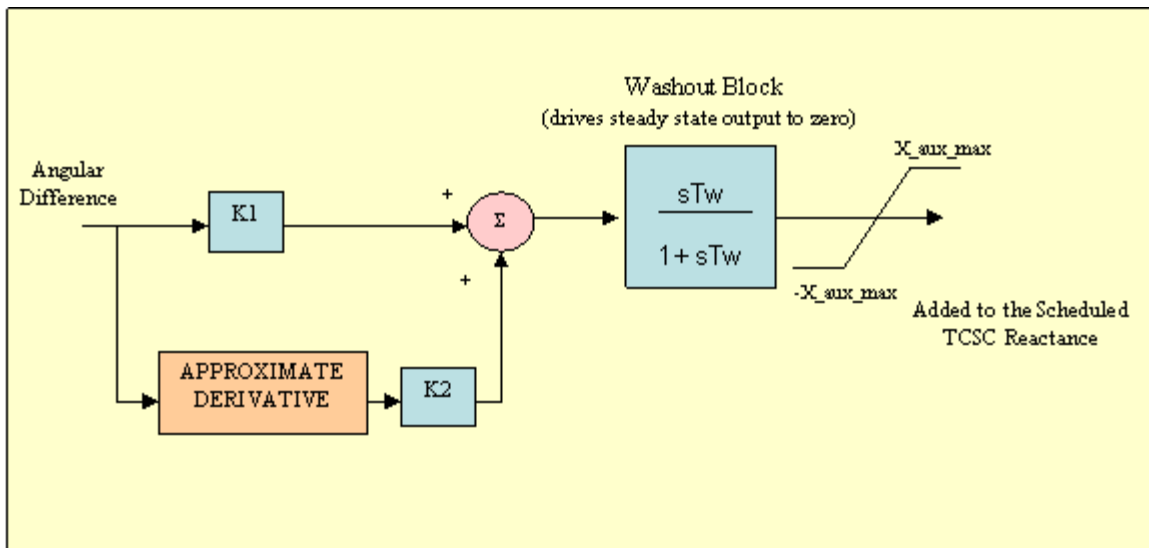 Washout Block
(drives steady state output to zero)
X_aux_max
Angular
Difference
K1
+
Σ
sTw
1 + sTw
+
-X_aux_max
Added to the Scheduled
TCSC Reactance
APPROXIMATE
DERIVATIVE
K2